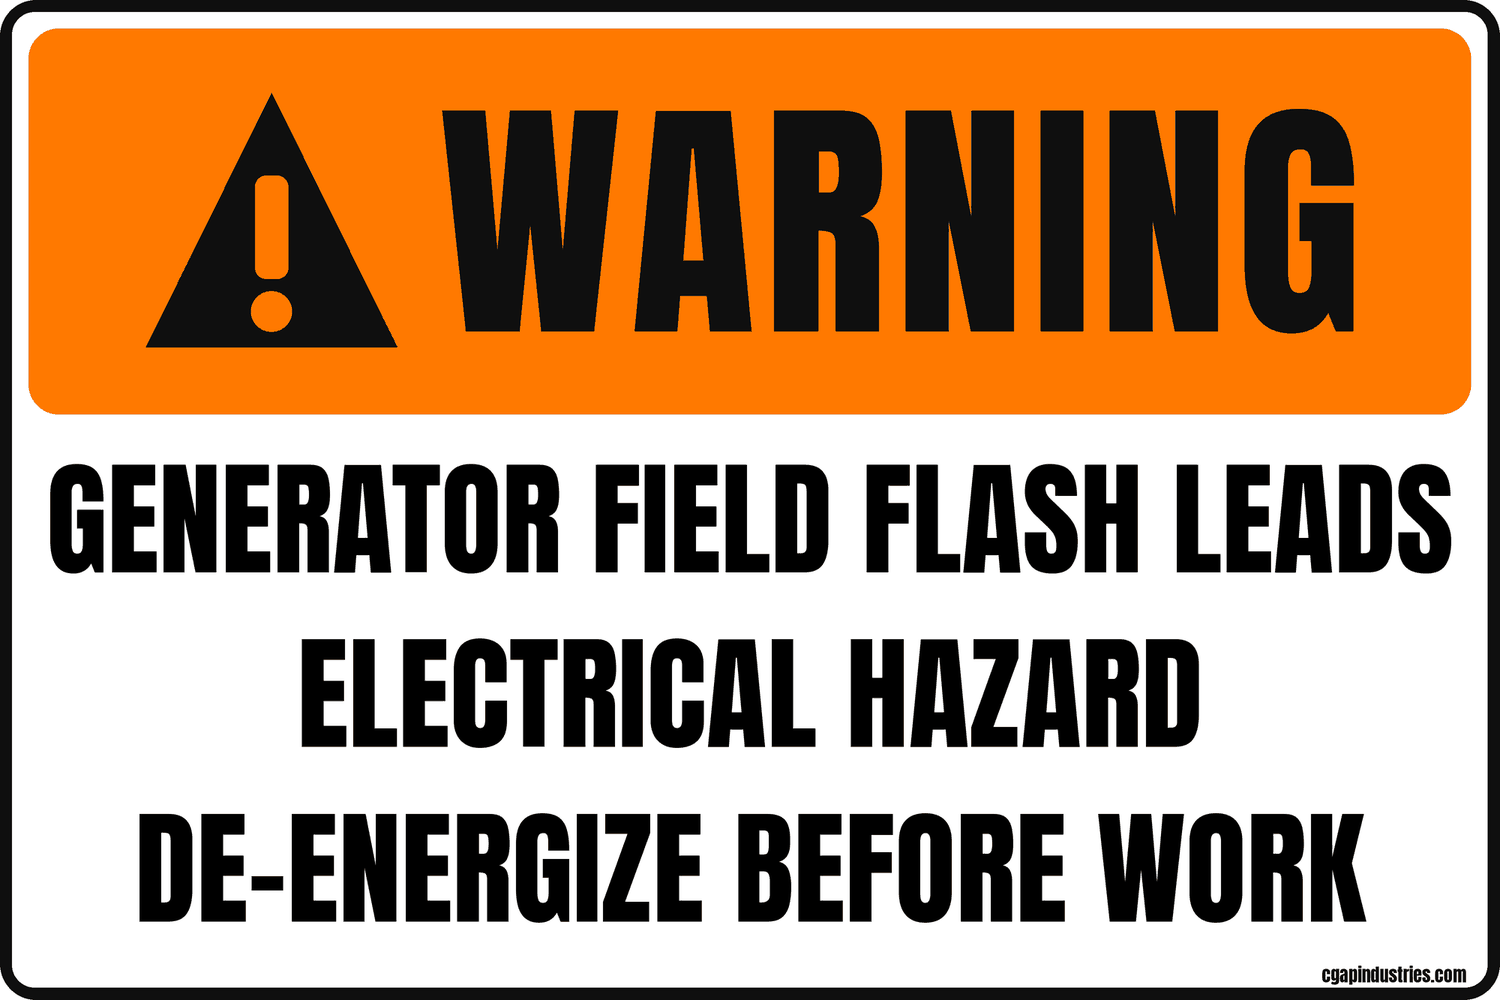 WARNING
GENERATOR FIELD FLASH LEADS
ELECTRICAL HAZARD
DE-ENERGIZE BEFORE WORK
cgapindustries.com